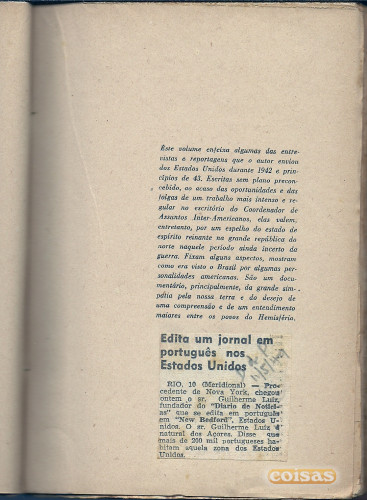 Êste volume enfeixa algumas das entre-
vistas e reportagens que o autor enviou
dos Estados Unidos durante 1942 e prin-
cípios de 43. Escritas sem plano precon-
cebido, ao acaso das oportunidades e das
folgas de um trabalho mais intenso e re-
gular no escritório do Coordenador de
Assuntos Inter-Americanos, elas valem,
entretanto, por um espelho do estado de
espírito reinante na grande república do
norte naquele período ainda incerto da
guerra. Fixam alguns aspectos, mostram
como era visto o Brasil por algumas per-
sonalidades americanas. São um docu-
mentário, principalmente, da grande sim-
patia pela nossa terra e do desejo de
uma compreensão e de um entendimento
maiores entre os povos do Hemisfério.
Edita um jornal em
português nos
Estados Unidos
RIO, 10 (Meridional) — Pro-
cedente de Nova York, chegou
ontem o sr. Guilherme Luiz,
fundador do "Diario de Notici-
as" que se edita em português
em "New Bedford", Estados U-
nidos. O sr. Guilherme Luiz é
natural dos Açores. Disse que
mais de 200 mil portugueses ha-
bitam aquela zona dos Estados
Unidos.
coisas